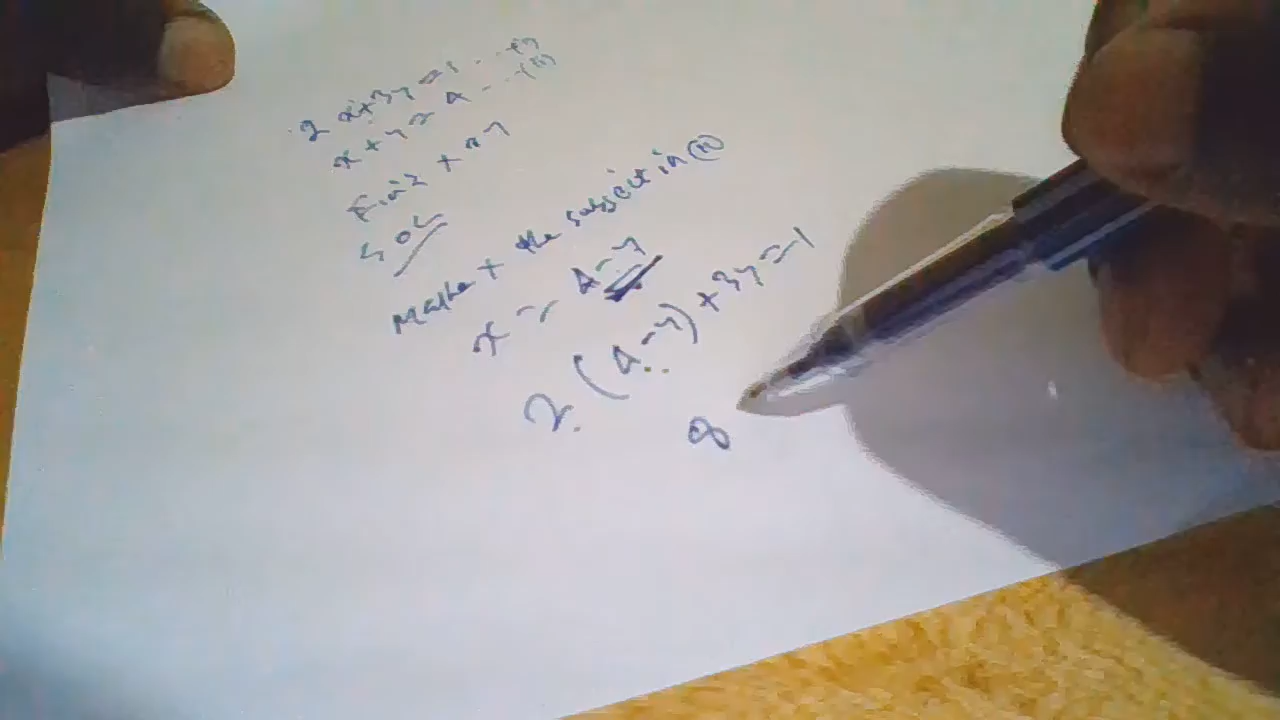 2x+3y=1 --(i)
x+y=4 --(ii)
Find x + y
SOL
Make x the subject in (ii)
x = 4-y
2(4-y)+3y=1
8